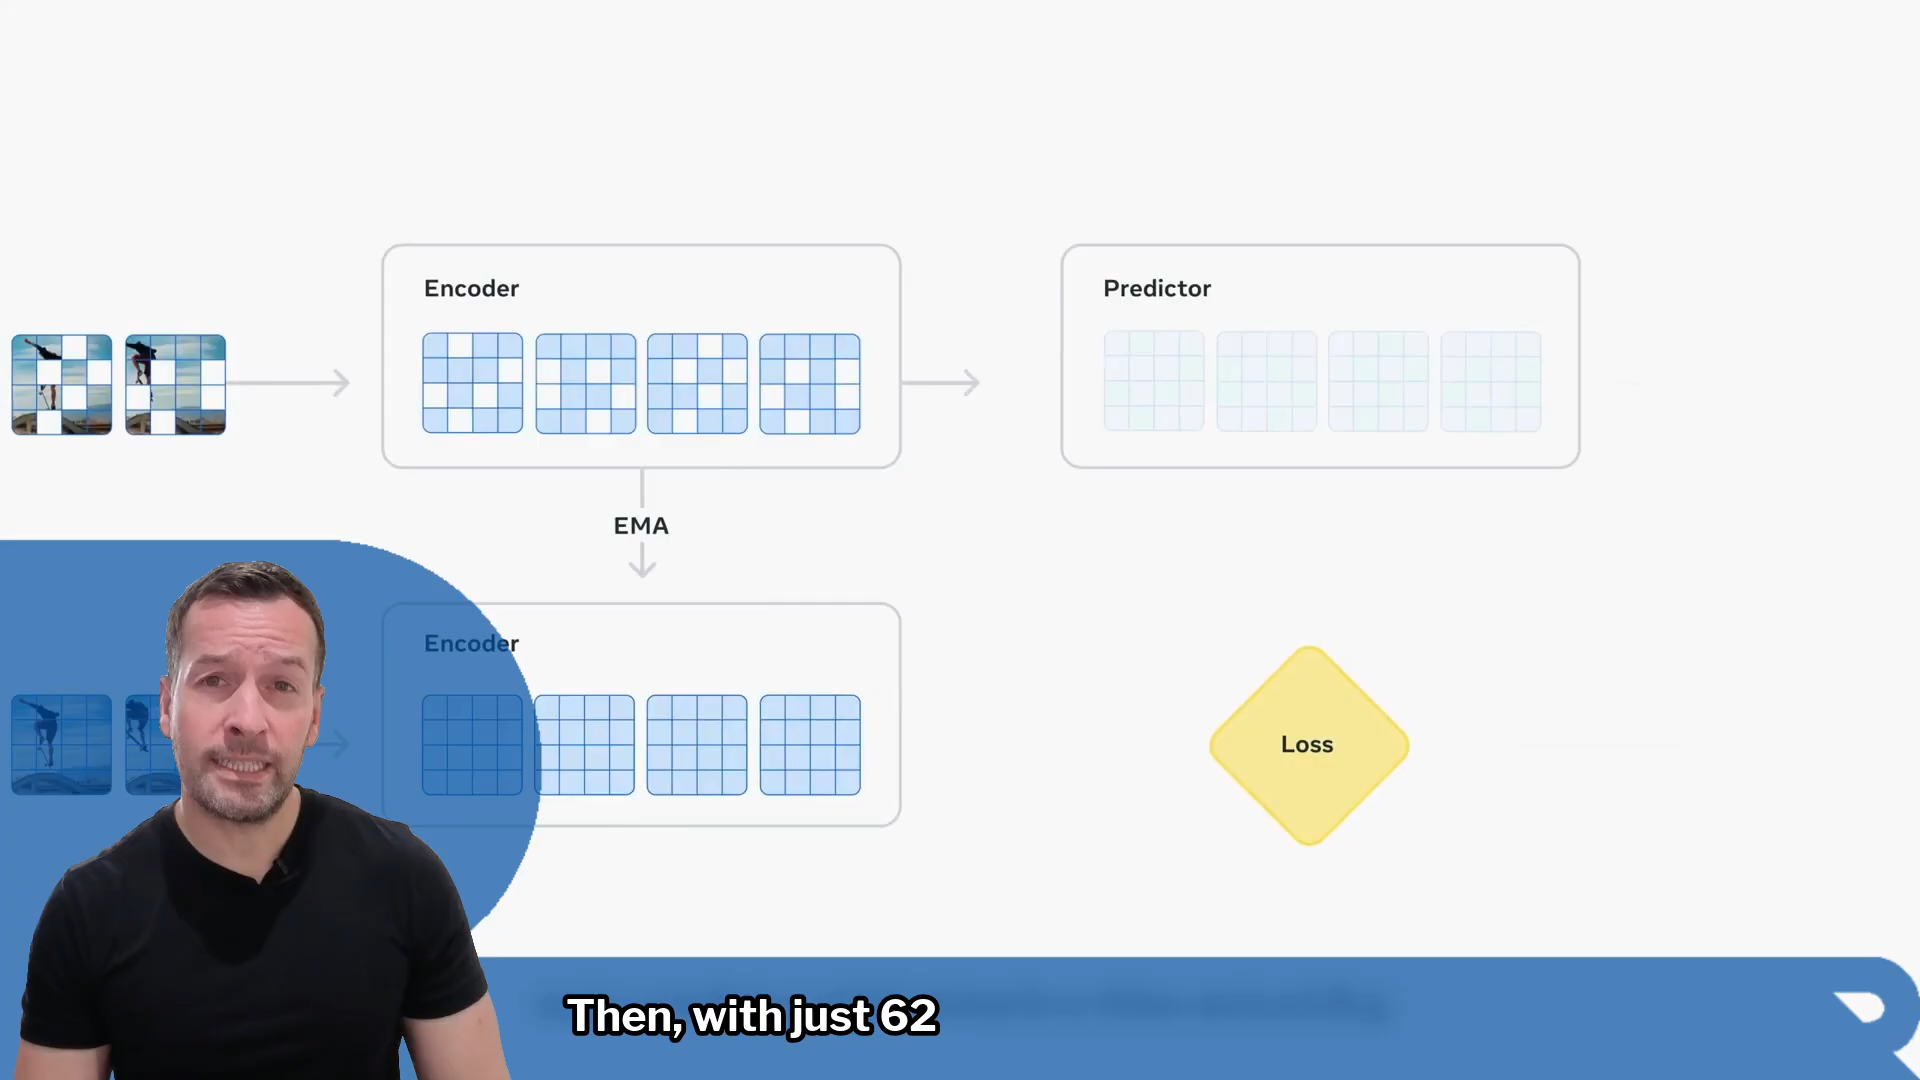 Encoder
Predictor
EMA
Encoder
Loss
Then, with just 62